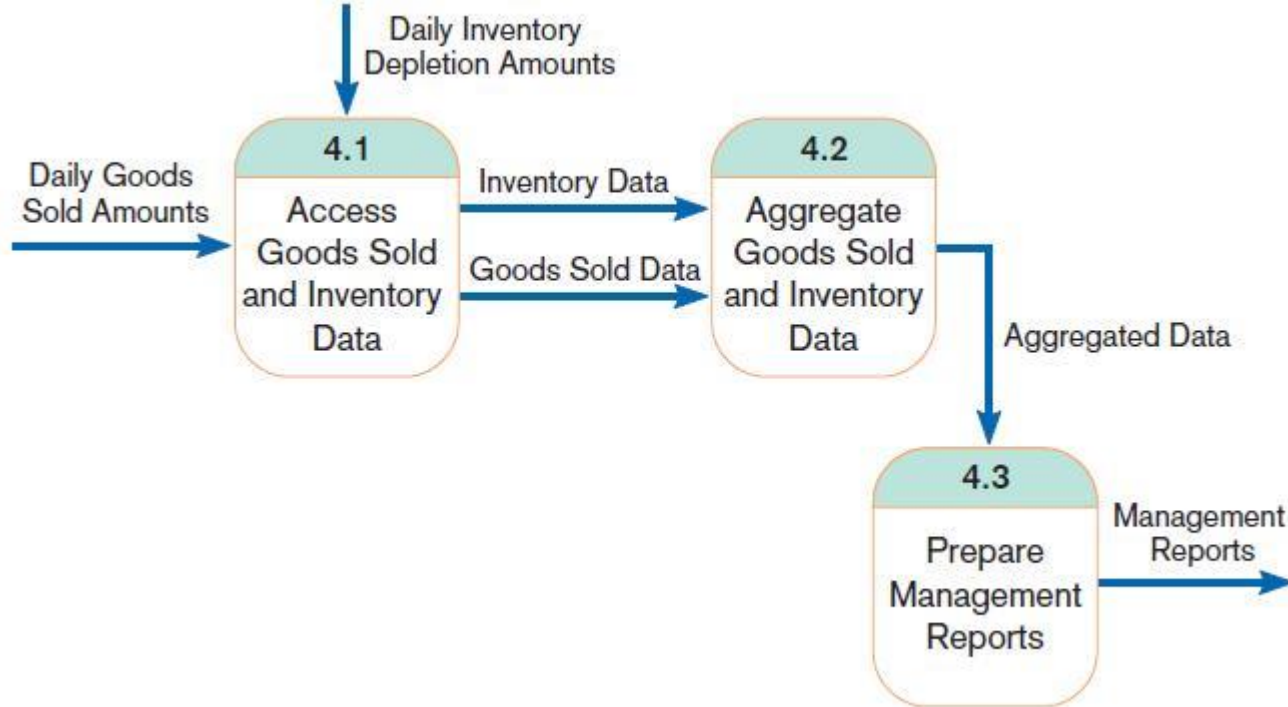 Daily Inventory
Depletion Amounts
Daily Goods
Sold Amounts
4.1
Access
Goods Sold
and Inventory
Data
Inventory Data
Goods Sold Data
4.2
Aggregate
Goods Sold
and Inventory
Data
Aggregated Data
4.3
Prepare
Management
Reports
Management
Reports